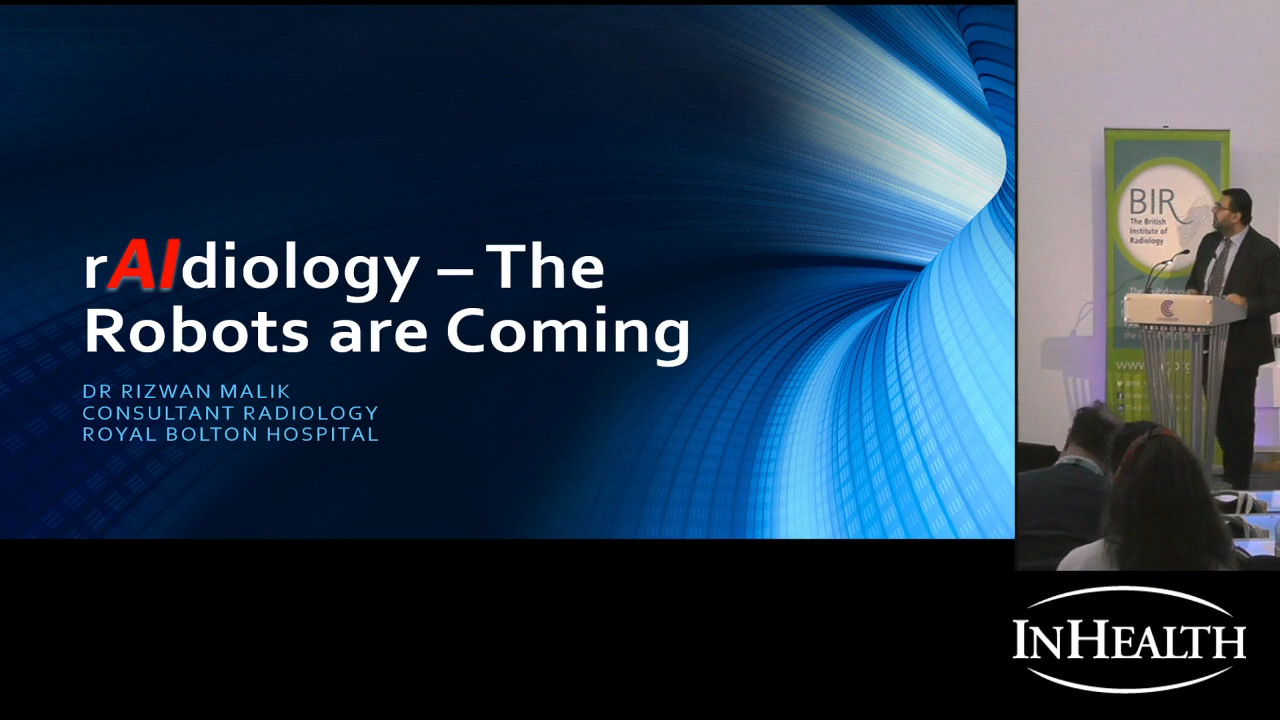 rAIdiology – The
Robots are Coming
DR RIZWAN MALIK
CONSULTANT RADIOLOGY
ROYAL BOLTON HOSPITAL
BIR
The British
Institute of
Radiology
INHEALTH